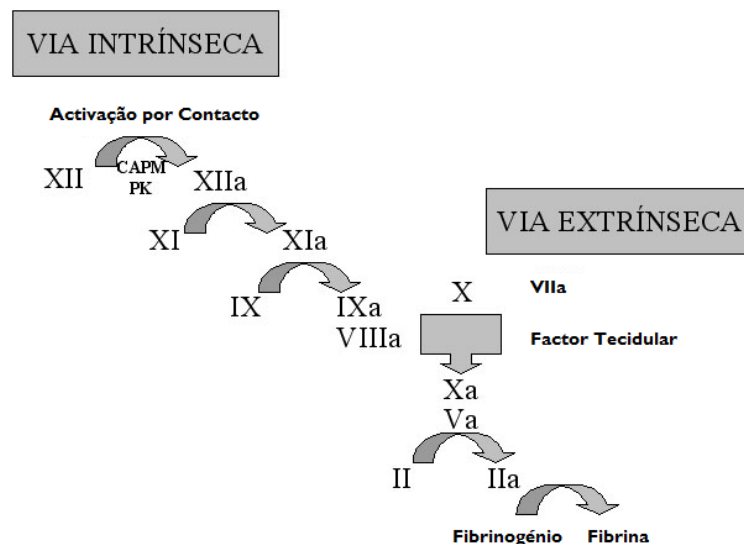 VIA INTRÍNSECA
Activação por Contacto
XII
CAPM
PK
XIIa
XI
XIa
VIA EXTRÍNSECA
IX
IXa
VIIIa
X
VIIa
Factor Tecidular
Xa
Va
II
IIa
Fibrinogénio
Fibrina